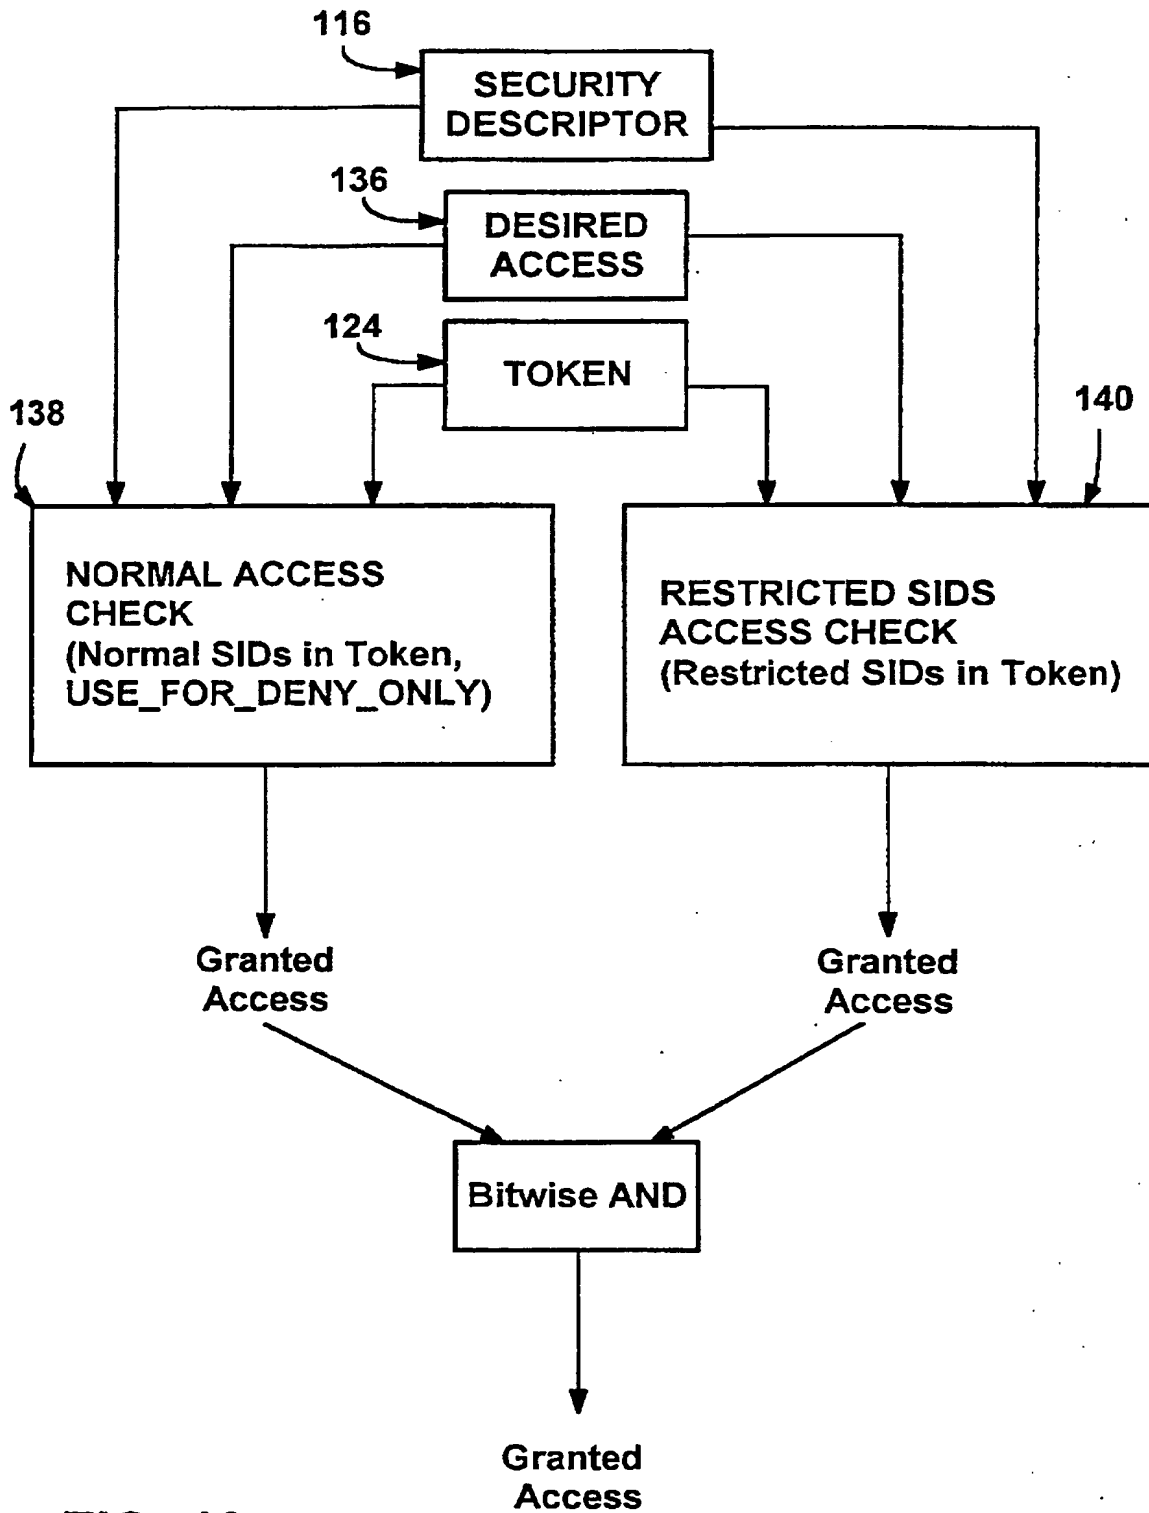 116
SECURITY
DESCRIPTOR
136
DESIRED
ACCESS
124
TOKEN
138
140
NORMAL ACCESS
CHECK
(Normal SIDs in Token,
USE_FOR_DENY_ONLY)
RESTRICTED SIDS
ACCESS CHECK
(Restricted SIDs in Token)
Granted
Access
Granted
Access
Bitwise AND
Granted
Access